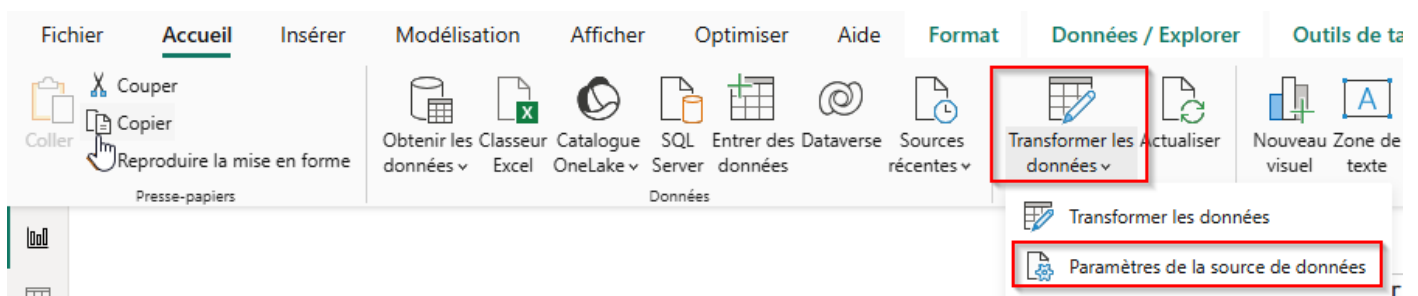 Fichier Accueil Insérer Modélisation Afficher Optimiser Aide Format Données / Explorer Outils de ta
Couper
Copier
Coller
Reproduire la mise en forme
Presse-papiers
Obtenir les données
Classeur Excel
Catalogue OneLake
SQL Server
Entrer des données
Dataverse
Sources récentes
Données
Transformer les données
Actualiser
Nouveau visuel
Zone de texte
Transformer les données
Paramètres de la source de données